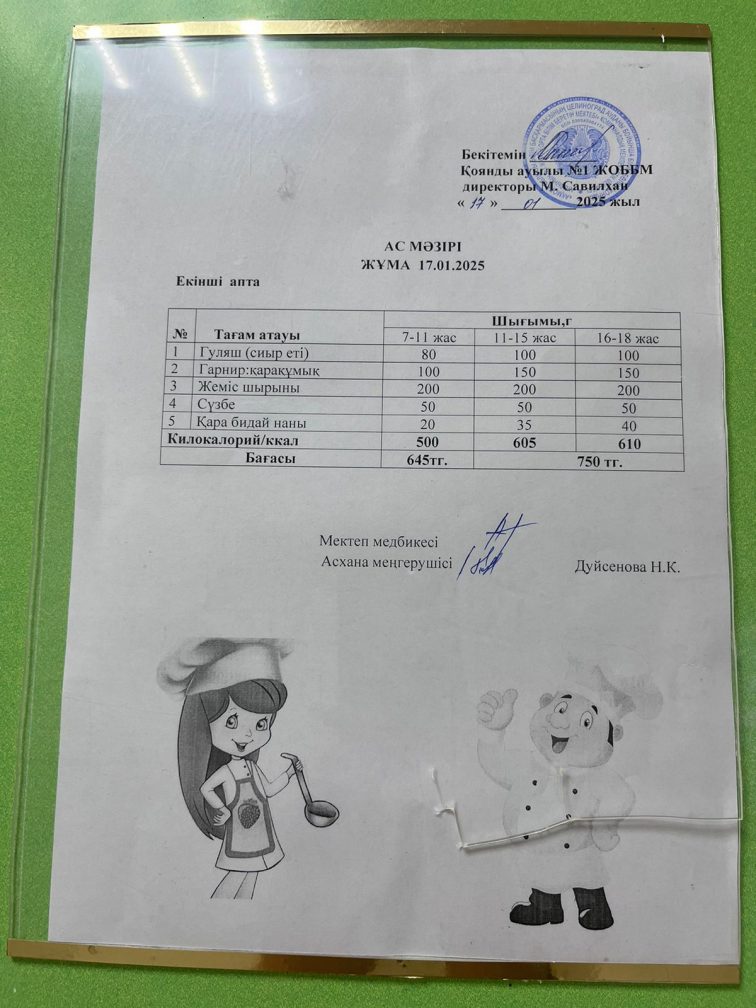 Бекітемін
Қоянды ауылы №1 ЖОББМ
директоры М. Савилхан
« 17 » 01 2025 жыл
АС МӘЗІРІ
ЖҰМА 17.01.2025
Екінші апта
№ Тағам атауы Шығымы,г
7-11 жас 11-15 жас 16-18 жас
1 Гуляш (сиыр еті) 80 100 100
2 Гарнир:қарақұмық 100 150 150
3 Жеміс шырыны 200 200 200
4 Сүзбе 50 50 50
5 Қара бидай наны 20 35 40
Килокалорий/ккал 500 605 610
Бағасы 645тг. 750 тг.
Мектеп медбикесі
Асхана меңгерушісі Дуйсенова Н.К.